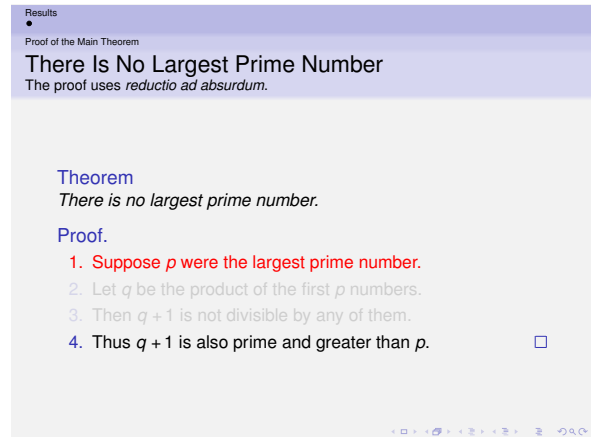 Results
Proof of the Main Theorem
There Is No Largest Prime Number
The proof uses reductio ad absurdum.
Theorem
There is no largest prime number.
Proof.
1. Suppose p were the largest prime number.
2. Let q be the product of the first p numbers.
3. Then q + 1 is not divisible by any of them.
4. Thus q + 1 is also prime and greater than p.